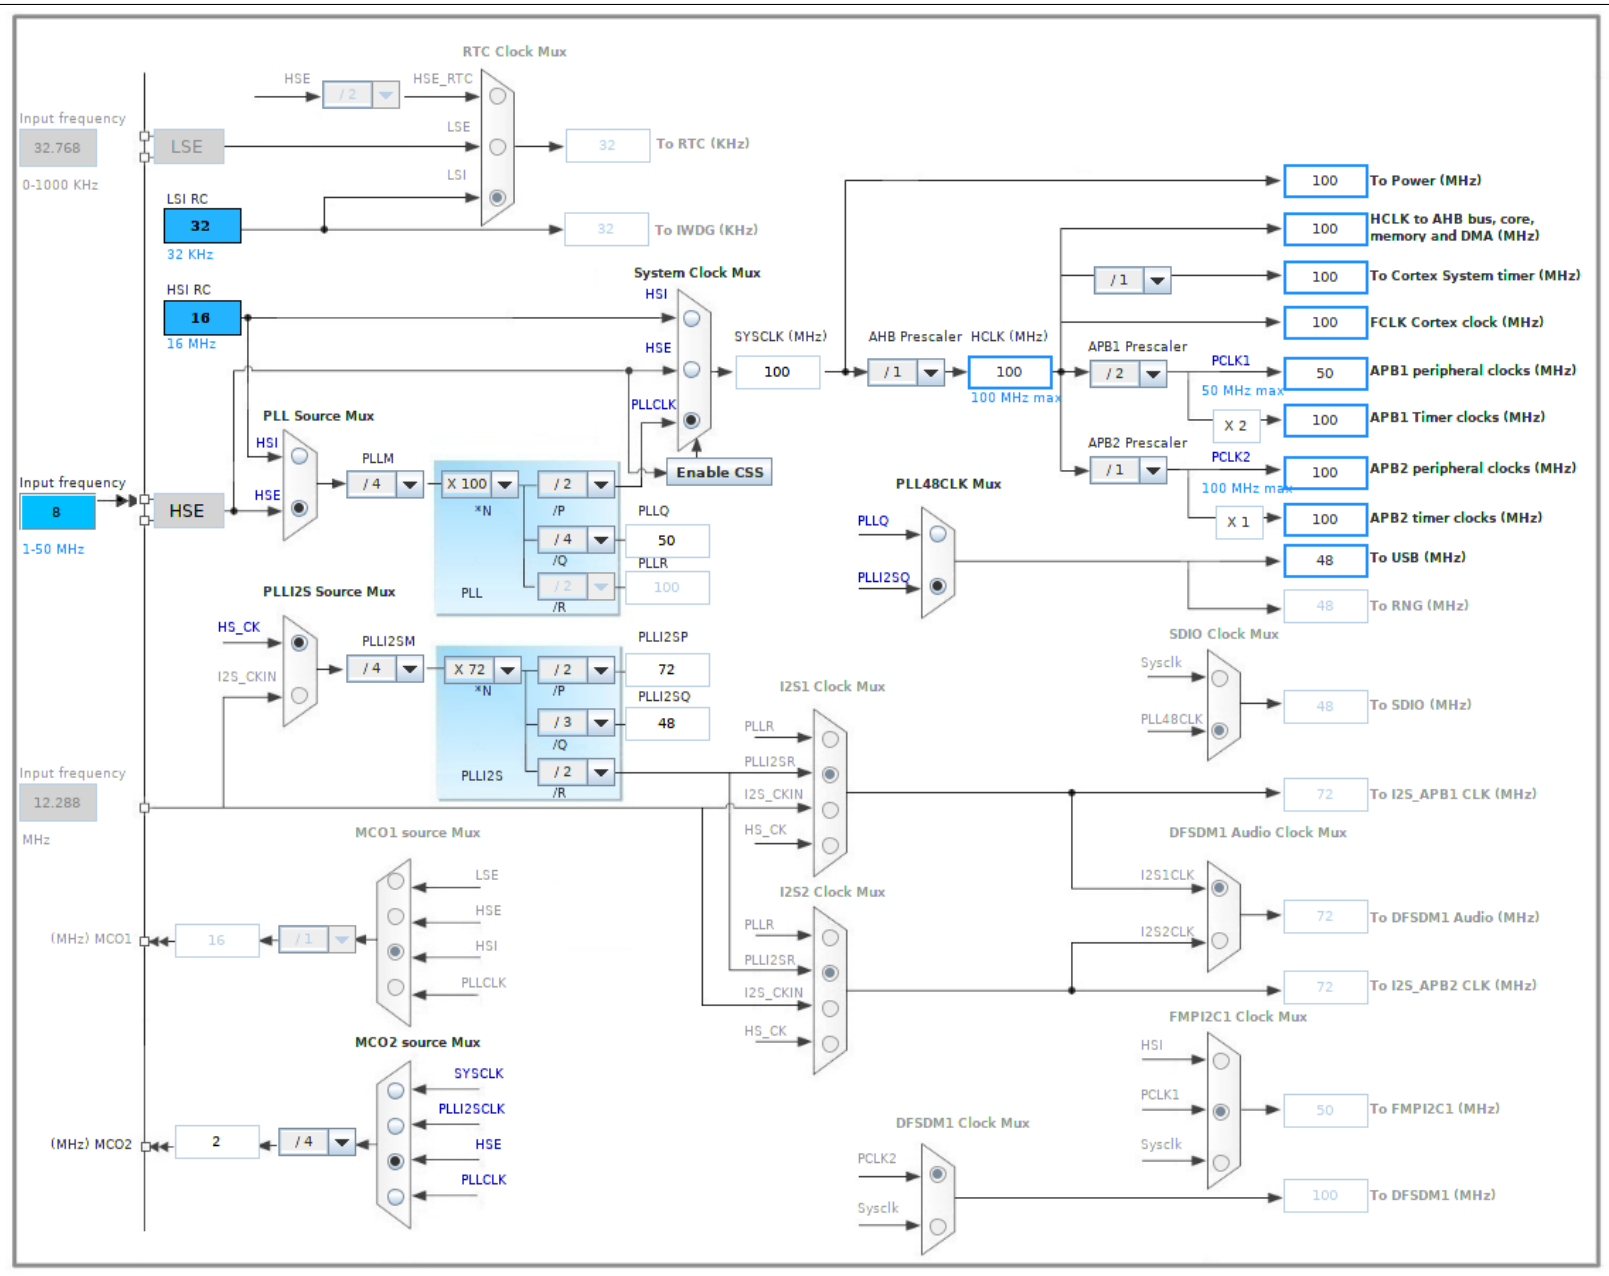 RTC Clock Mux
HSE
/ 2
HSE_RTC
Input frequency
32.768
0-1000 KHz
LSE
LSE
32
To RTC (KHz)
LSI
LSI RC
32
32 KHz
32
To IWDG (KHz)
100
To Power (MHz)
100
HCLK to AHB bus, core,
memory and DMA (MHz)
/ 1
100
To Cortex System timer (MHz)
100
FCLK Cortex clock (MHz)
System Clock Mux
HSI RC
16
16 MHz
HSI
HSE
PLLCLK
SYSCLK (MHz)
100
AHB Prescaler
/ 1
HCLK (MHz)
100
100 MHz max
APB1 Prescaler
/ 2
PCLK1
50 MHz max
50
APB1 peripheral clocks (MHz)
X 2
100
APB1 Timer clocks (MHz)
APB2 Prescaler
/ 1
PCLK2
100 MHz max
100
APB2 peripheral clocks (MHz)
X 1
100
APB2 timer clocks (MHz)
Enable CSS
PLL Source Mux
HSI
HSE
PLLM
/ 4
X 100
*N
/ 2
/P
PLLQ
/ 4
50
/Q
PLLR
/ 2
100
/R
PLL
Input frequency
8
1-50 MHz
HSE
PLL48CLK Mux
PLLQ
PLLI2SQ
48
To USB (MHz)
48
To RNG (MHz)
PLLI2S Source Mux
HS_CK
I2S_CKIN
PLLI2SM
/ 4
X 72
*N
PLLI2SP
/ 2
72
/P
PLLI2SQ
/ 3
48
/Q
PLLI2S
/ 2
/R
SDIO Clock Mux
Sysclk
PLL48CLK
48
To SDIO (MHz)
I2S1 Clock Mux
PLLR
PLLI2SR
I2S_CKIN
HS_CK
72
To I2S_APB1 CLK (MHz)
Input frequency
12.288
MHz
DFSDM1 Audio Clock Mux
I2S1CLK
I2S2CLK
72
To DFSDM1 Audio (MHz)
I2S2 Clock Mux
PLLR
PLLI2SR
I2S_CKIN
HS_CK
72
To I2S_APB2 CLK (MHz)
MCO1 source Mux
LSE
HSE
HSI
PLLCLK
(MHz) MCO1
16
/ 1
FMPI2C1 Clock Mux
HSI
PCLK1
Sysclk
50
To FMPI2C1 (MHz)
MCO2 source Mux
SYSCLK
PLLI2SCLK
HSE
PLLCLK
(MHz) MCO2
2
/ 4
DFSDM1 Clock Mux
PCLK2
Sysclk
100
To DFSDM1 (MHz)